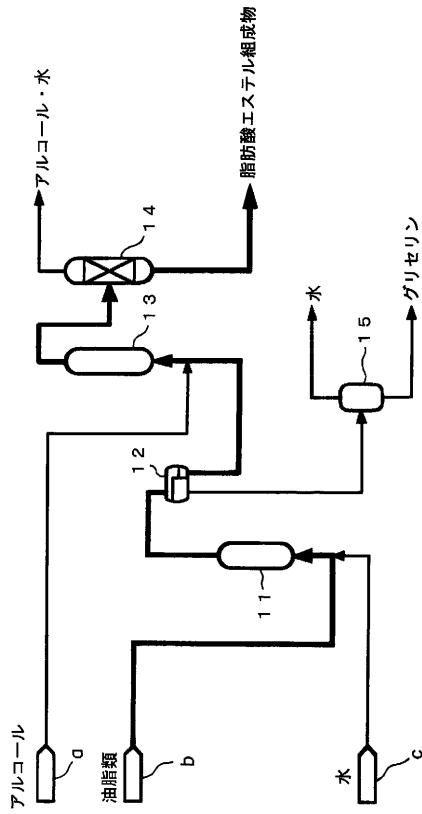 アルコール
a
油脂類
b
水
c
11
12
13
14
アルコール・水
脂肪酸エステル組成物
15
水
グリセリン